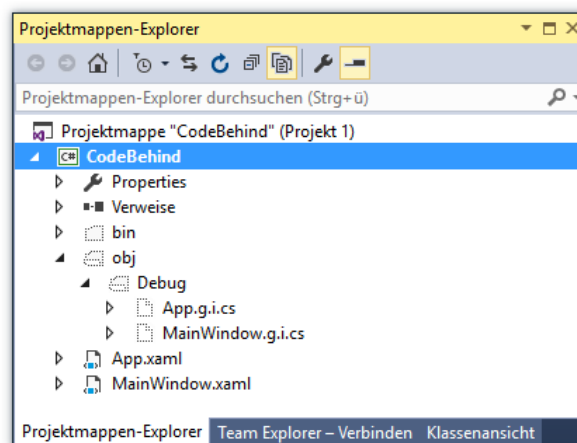 Projektmappen-Explorer
Projektmappen-Explorer durchsuchen (Strg+ü)
Projektmappe "CodeBehind" (Projekt 1)
C# CodeBehind
Properties
Verweise
bin
obj
Debug
App.g.i.cs
MainWindow.g.i.cs
App.xaml
MainWindow.xaml
Projektmappen-Explorer Team Explorer – Verbinden Klassenansicht